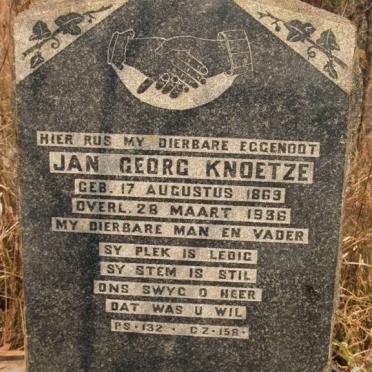 HIER RUS MY DIERBARE EGGENOOT
JAN GEORG KNOETZE
GEB. 17 AUGUSTUS 1863
OVERL. 28 MAART 1936
MY DIERBARE MAN EN VADER
SY PLEK IS LEDIG
SY STEM IS STIL
ONS SWYG O HEER
DAT WAS U WIL
PS. 132 · GZ. 158·